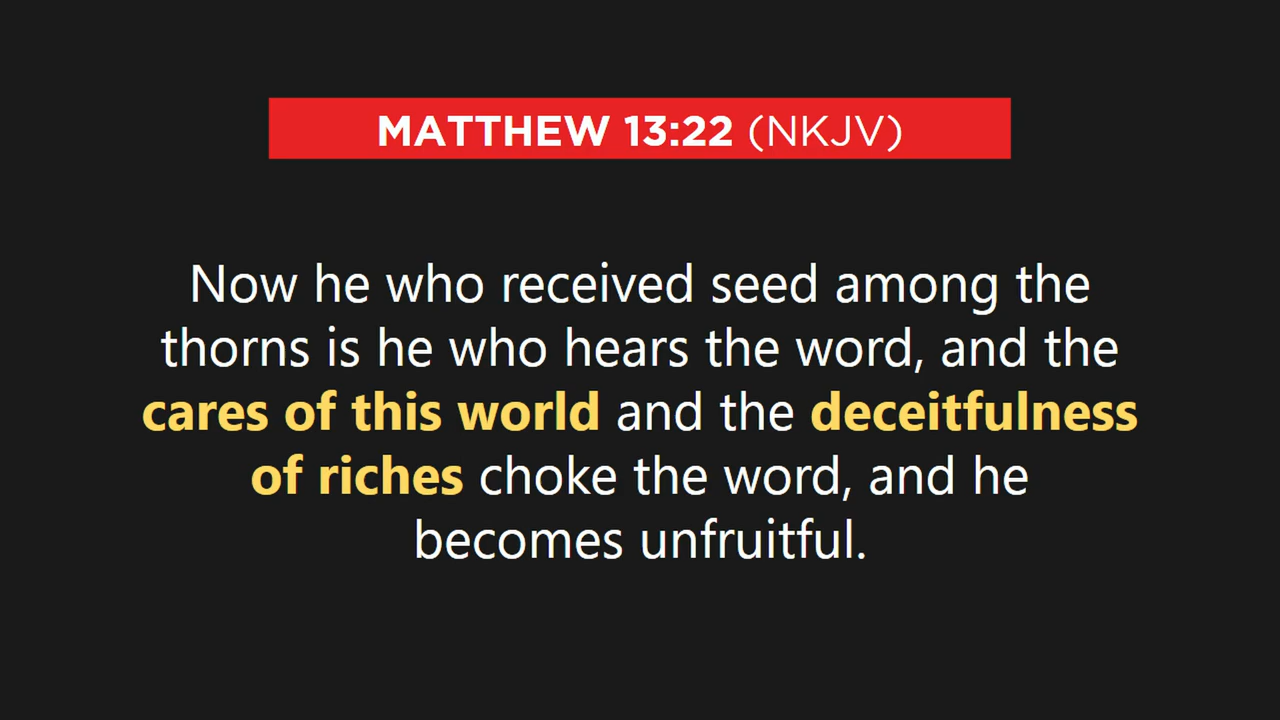 MATTHEW 13:22 (NKJV)
Now he who received seed among the
thorns is he who hears the word, and the
cares of this world and the deceitfulness
of riches choke the word, and he
becomes unfruitful.